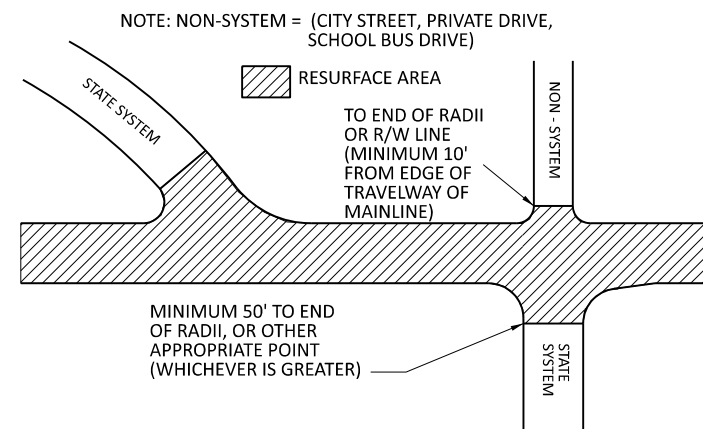 NOTE: NON-SYSTEM = (CITY STREET, PRIVATE DRIVE,
SCHOOL BUS DRIVE)
RESURFACE AREA
STATE SYSTEM
TO END OF RADII
OR R/W LINE
(MINIMUM 10'
FROM EDGE OF
TRAVELWAY OF
MAINLINE)
NON - SYSTEM
MINIMUM 50' TO END
OF RADII, OR OTHER
APPROPRIATE POINT
(WHICHEVER IS GREATER)
STATE
SYSTEM